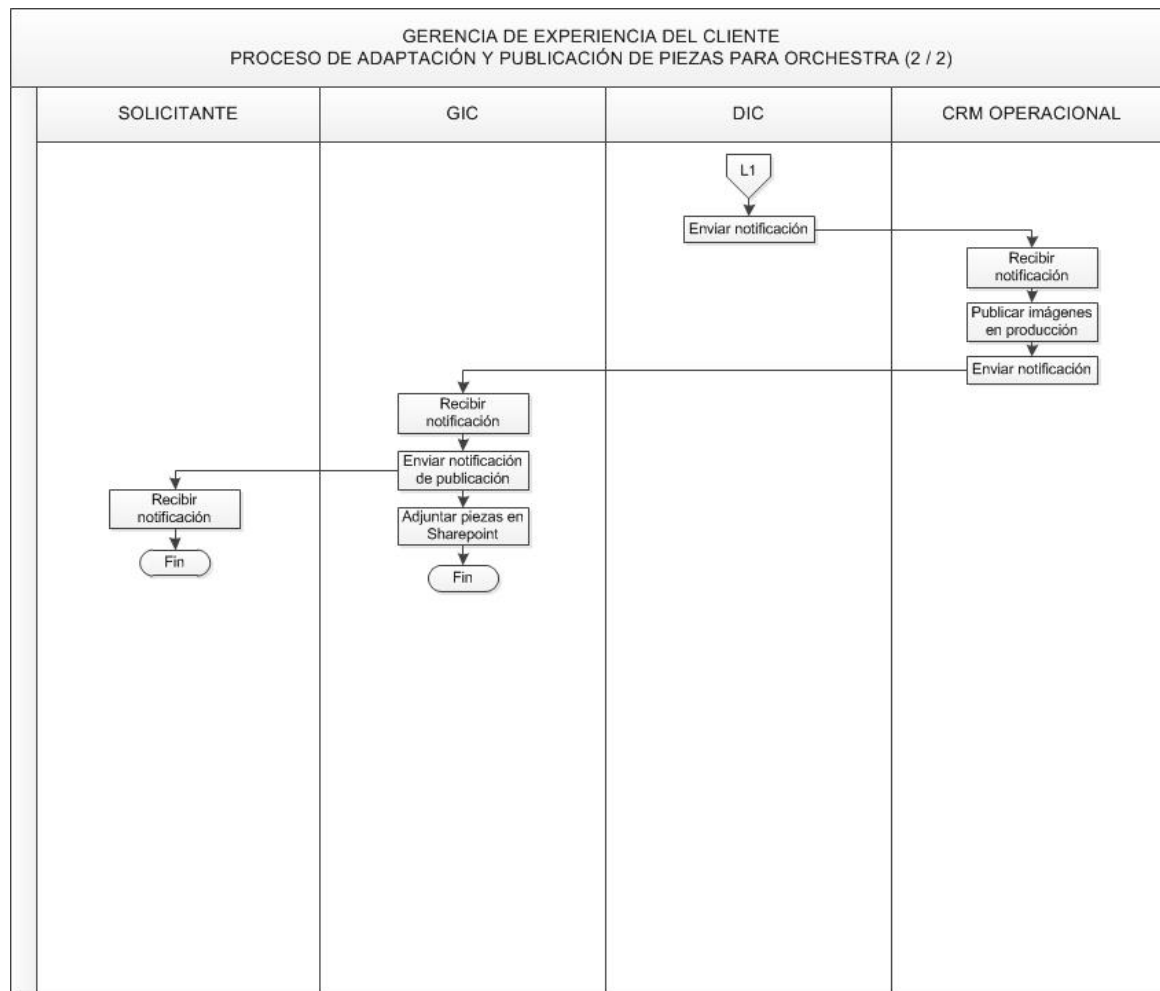 GERENCIA DE EXPERIENCIA DEL CLIENTE
PROCESO DE ADAPTACIÓN Y PUBLICACIÓN DE PIEZAS PARA ORCHESTRA (2 / 2)
SOLICITANTE
GIC
DIC
CRM OPERACIONAL
L1
Enviar notificación
Recibir
notificación
Publicar imágenes
en producción
Enviar notificación
Recibir
notificación
Enviar notificación
de publicación
Recibir
notificación
Adjuntar piezas en
Sharepoint
Fin
Fin